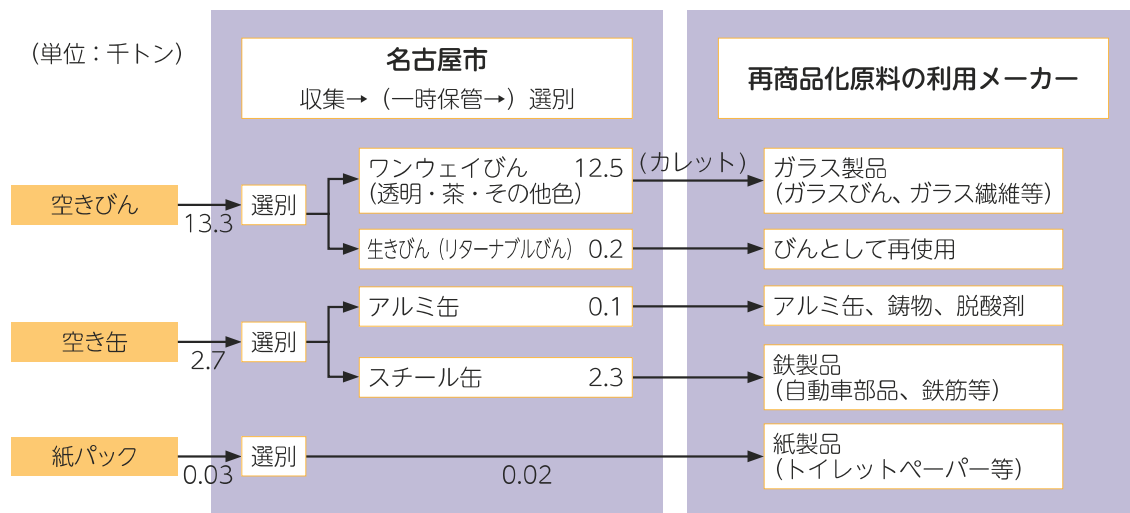 （単位：千トン）
名古屋市
収集→（一時保管→）選別
再商品化原料の利用メーカー
空きびん
13.3
選別
ワンウェイびん 12.5
（透明・茶・その他色）
（カレット）
ガラス製品
（ガラスびん、ガラス繊維等）
生きびん（リターナブルびん） 0.2
びんとして再使用
空き缶
2.7
選別
アルミ缶 0.1
アルミ缶、鋳物、脱酸剤
スチール缶 2.3
鉄製品
（自動車部品、鉄筋等）
紙パック
0.03
選別
0.02
紙製品
（トイレットペーパー等）